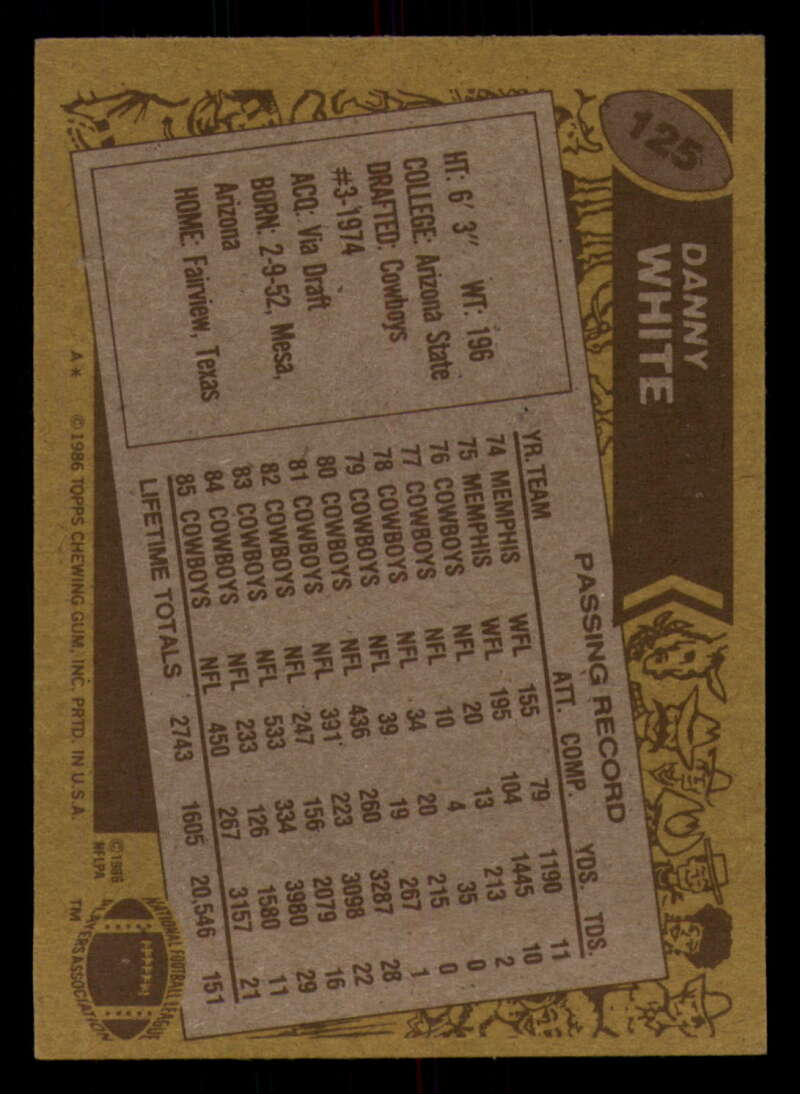 125
DANNY
WHITE
HT: 6' 3" WT: 196
COLLEGE: Arizona State
DRAFTED: Cowboys
#3-1974
ACQ: Via Draft
BORN: 2-9-52, Mesa,
Arizona
HOME: Fairview, Texas
PASSING RECORD
YR. TEAM ATT. COMP. YDS. TDS.
74 MEMPHIS WFL 155 79 1190 11
75 MEMPHIS WFL 195 104 1445 10
76 COWBOYS NFL 20 13 213 2
77 COWBOYS NFL 10 4 35 0
78 COWBOYS NFL 34 20 215 0
79 COWBOYS NFL 39 19 267 1
80 COWBOYS NFL 436 260 3287 28
81 COWBOYS NFL 391 223 3098 22
82 COWBOYS NFL 247 156 2079 16
83 COWBOYS NFL 533 334 3980 29
84 COWBOYS NFL 233 126 1580 11
85 COWBOYS NFL 450 267 3157 21
LIFETIME TOTALS 2743 1605 20,546 151
A* ©1986 TOPPS CHEWING GUM, INC. PRTD. IN U.S.A.
©1986
NFLPA
NATIONAL FOOTBALL LEAGUE
PLAYERS ASSOCIATION
TM